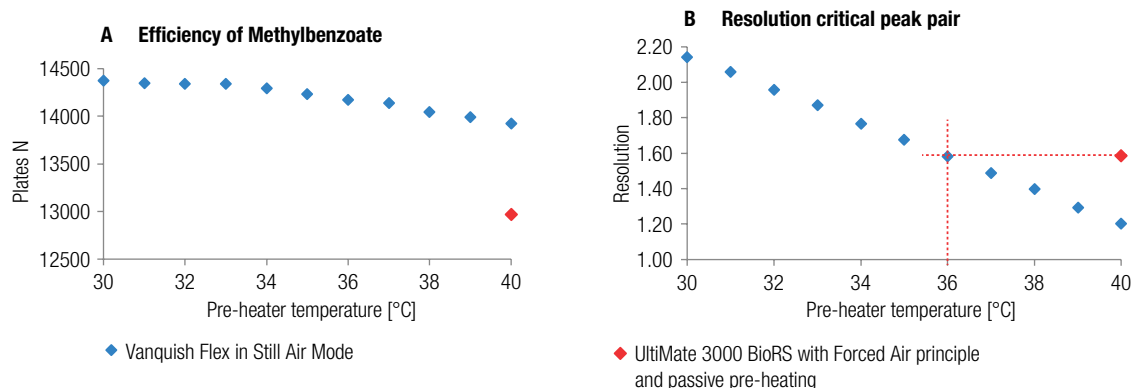 A Efficiency of Methylbenzoate
14500
14000
13500
13000
12500
Plates N
30 32 34 36 38 40
Pre-heater temperature [°C]
Vanquish Flex in Still Air Mode
B Resolution critical peak pair
2.20
2.00
1.80
1.60
1.40
1.20
1.00
Resolution
30 32 34 36 38 40
Pre-heater temperature [°C]
UltiMate 3000 BioRS with Forced Air principle
and passive pre-heating